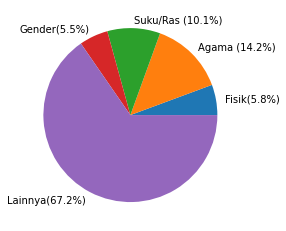 Suku/Ras (10.1%)
Gender(5.5%)
Agama (14.2%)
Fisik(5.8%)
Lainnya(67.2%)